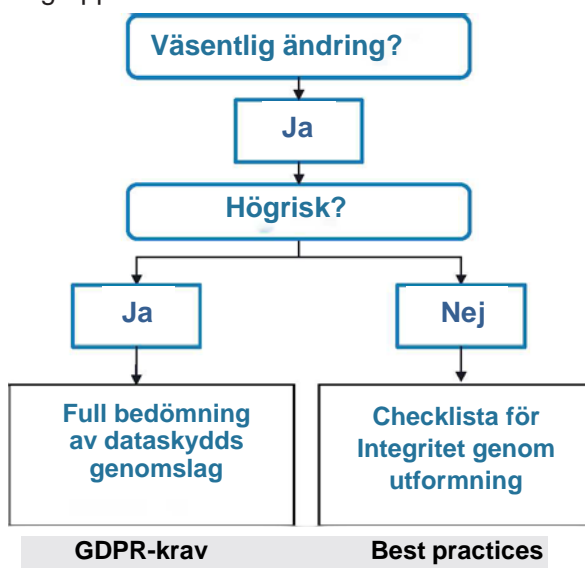 Väsentlig ändring?
Ja
Högrisk?
Ja
Nej
Full bedömning
av dataskydds
genomslag
Checklista för
Integritet genom
utformning
GDPR-krav
Best practices